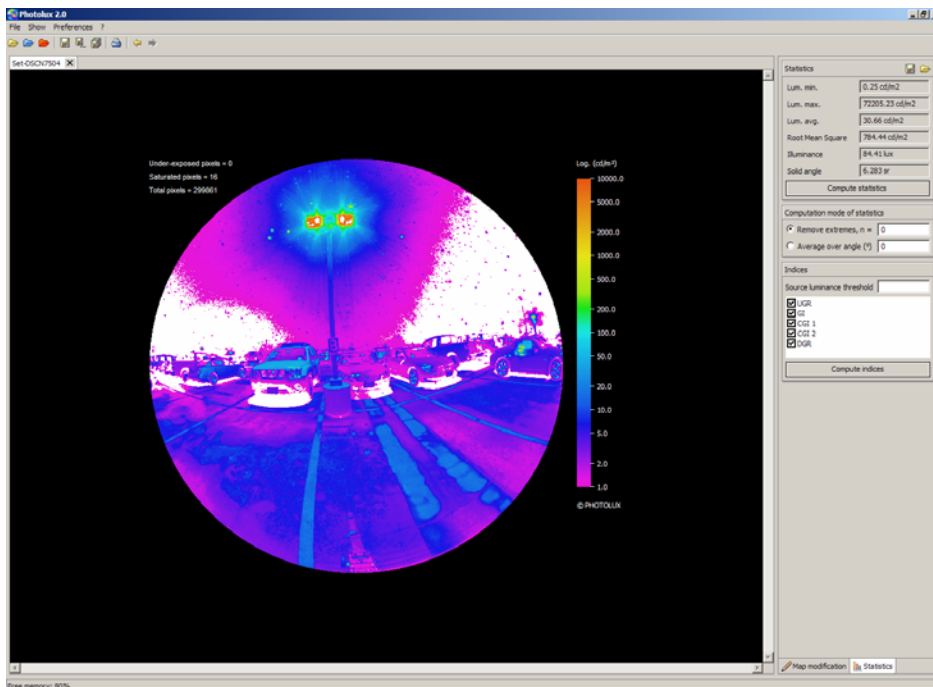 Photolux 2.0
File Show Preferences ?
Set-DSCN7504 X
Under-exposed pixels = 0
Saturated pixels = 16
Total pixels = 299861
Log. (cd/m²)
10000.0
5000.0
2000.0
1000.0
500.0
200.0
100.0
50.0
20.0
10.0
5.0
2.0
1.0
© PHOTOLUX
Statistics
Lum. min. 0.25 cd/m2
Lum. max. 72205.23 cd/m2
Lum. avg. 30.66 cd/m2
Root Mean Square 784.44 cd/m2
Illuminance 84.41 lux
Solid angle 6.283 sr
Compute statistics
Computation mode of statistics
Remove extremes, n = 0
Average over angle (°) 0
Indices
Source luminance threshold
UGR
GI
CGI 1
CGI 2
DGR
Compute indices
Map modification Statistics
Free memory: 80%